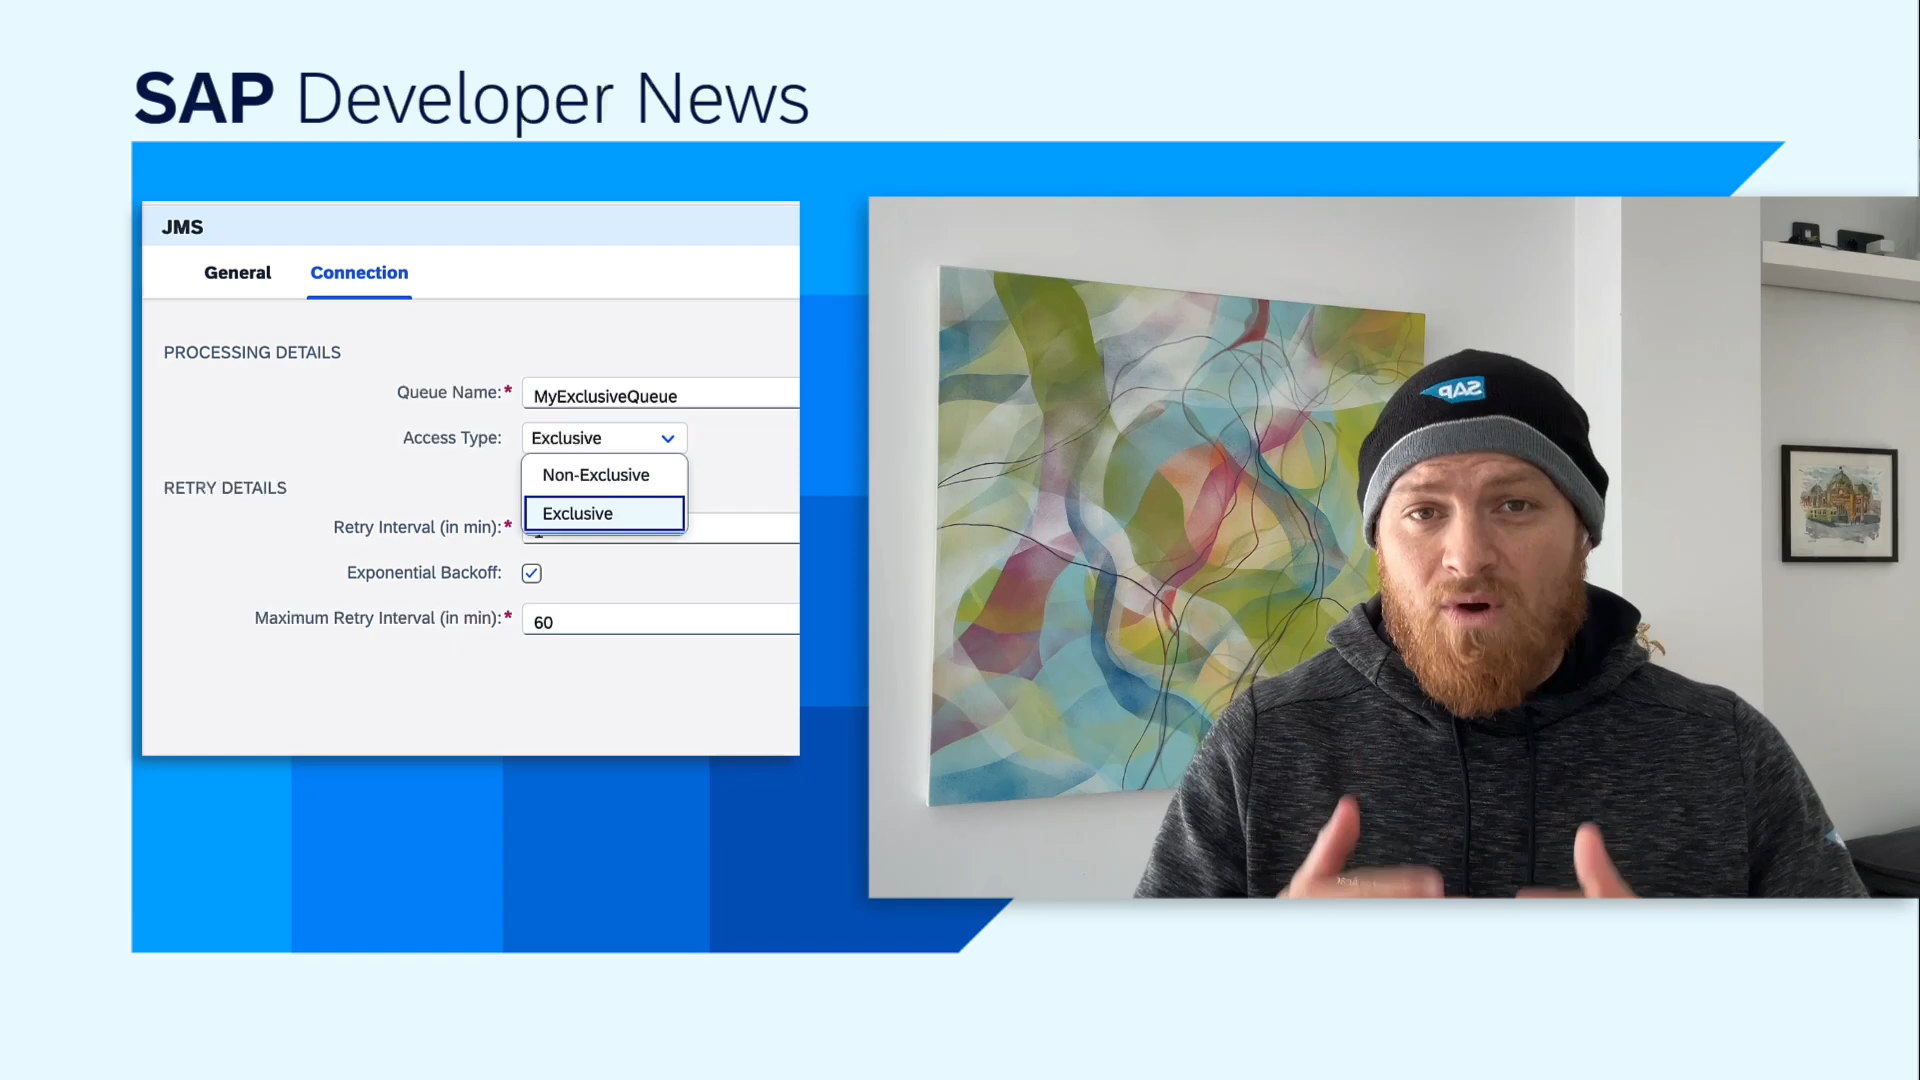 SAP Developer News
JMS
General Connection
PROCESSING DETAILS
Queue Name:* MyExclusiveQueue
Access Type: Exclusive
Non-Exclusive
Exclusive
RETRY DETAILS
Retry Interval (in min):*
Exponential Backoff:
Maximum Retry Interval (in min):* 60
SAP